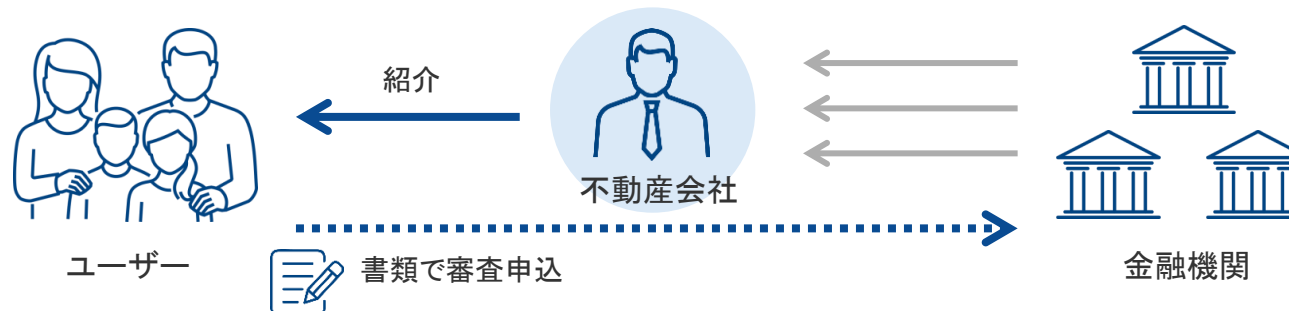 紹介
不動産会社
ユーザー
書類で審査申込
金融機関